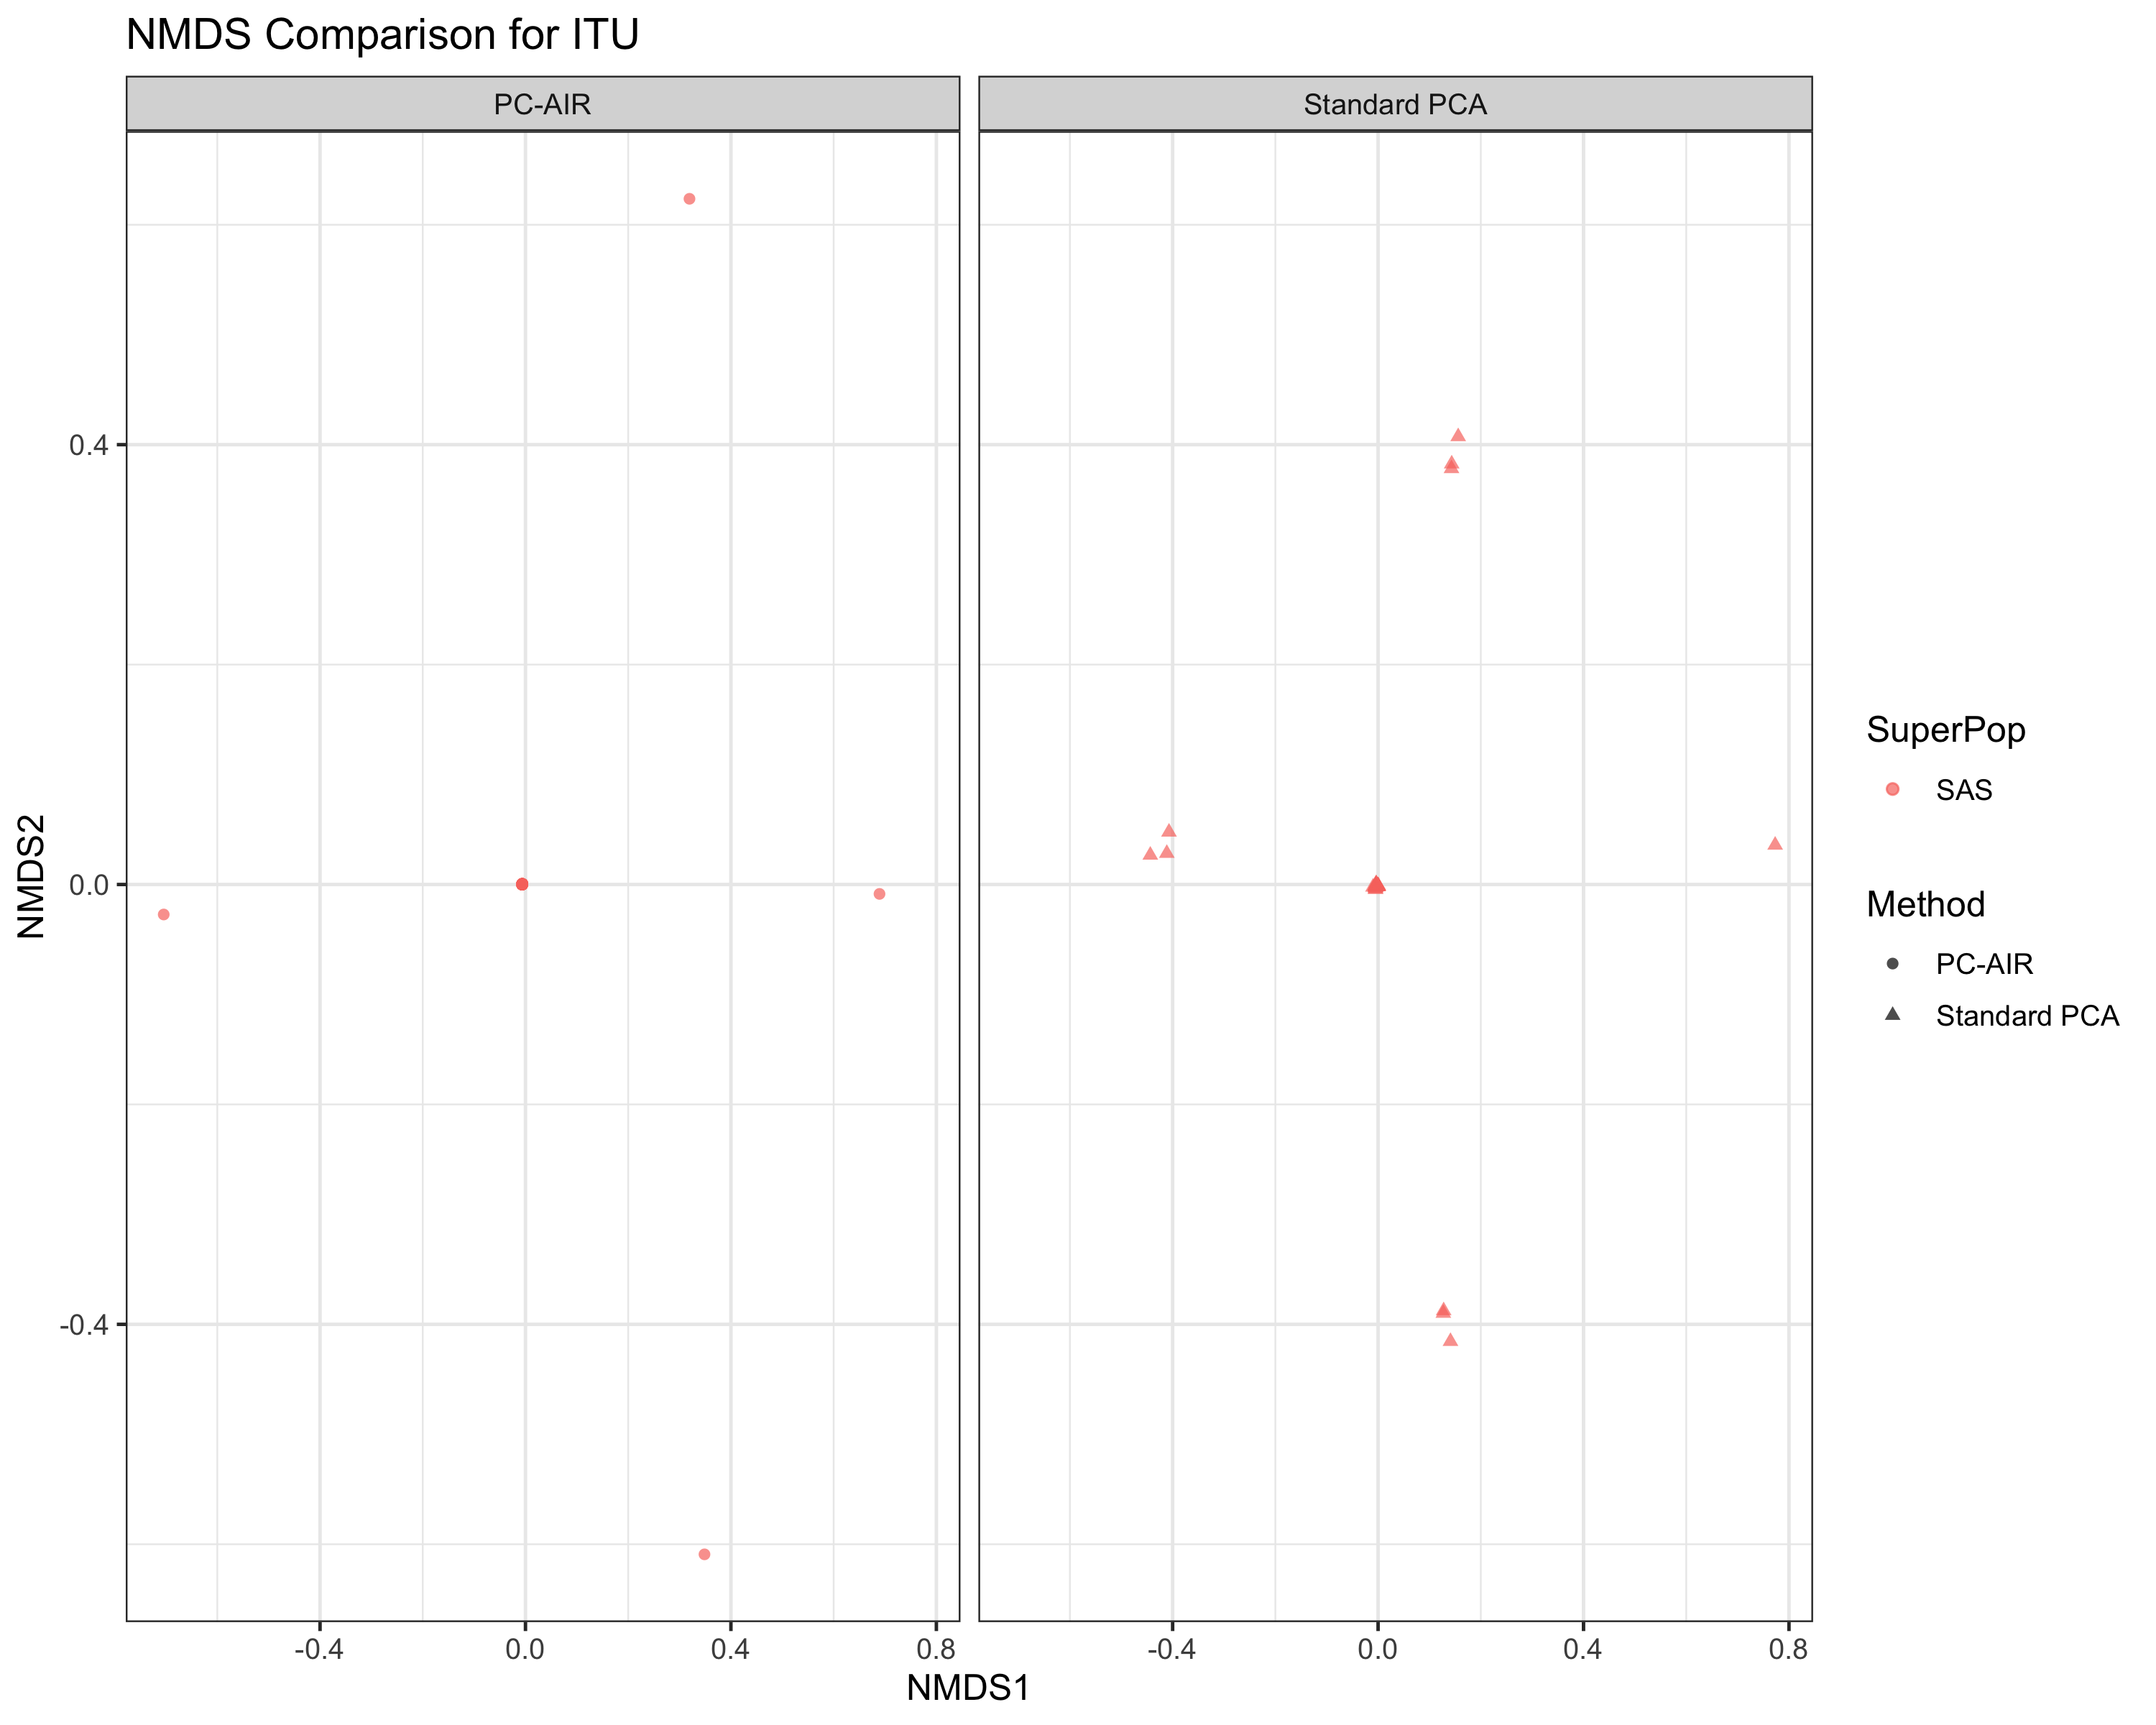 NMDS Comparison for ITU
PC-AIR
Standard PCA
0.4
0.0
-0.4
NMDS2
-0.4 0.0 0.4 0.8
-0.4 0.0 0.4 0.8
NMDS1
SuperPop
SAS
Method
PC-AIR
Standard PCA